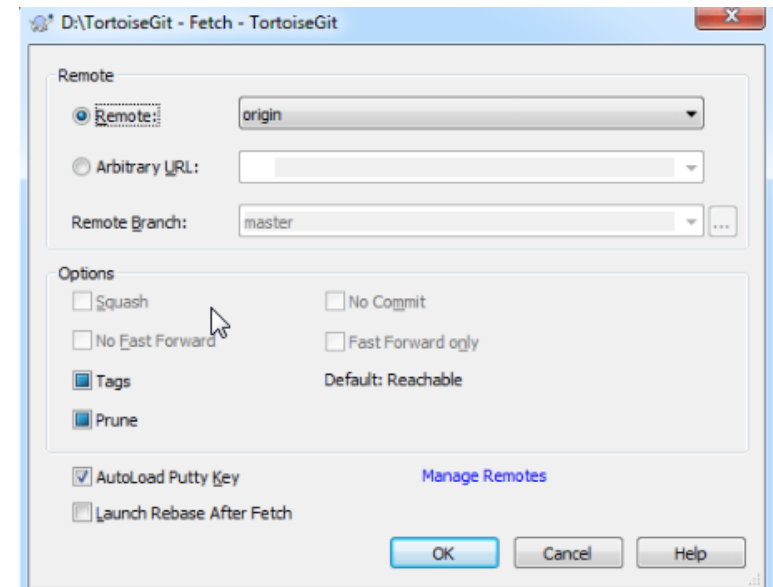 D:\TortoiseGit - Fetch - TortoiseGit
Remote
Remote: origin
Arbitrary URL:
Remote Branch: master ...
Options
Squash No Commit
No Fast Forward Fast Forward only
Tags Default: Reachable
Prune
AutoLoad Putty Key Manage Remotes
Launch Rebase After Fetch
OK Cancel Help